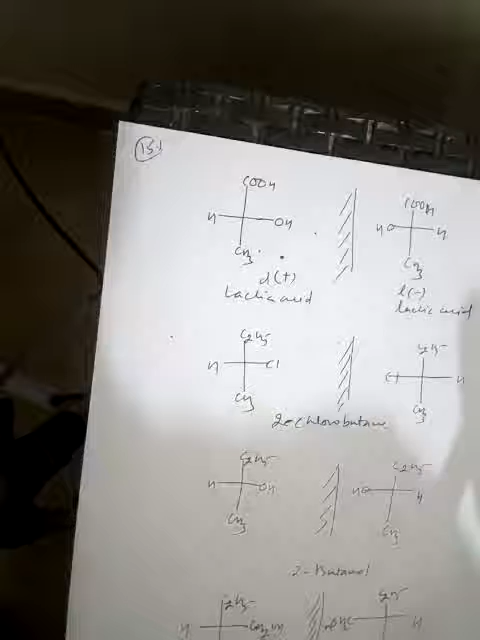 15.1
COOH COOH
H OH HO H
CH3 CH3
d(+) l(-)
Lactic acid lactic acid
C2H5 C2H5
H Cl Cl H
CH3 CH3
2-chlorobutane
C2H5 C2H5
H OH HO H
CH3 CH3
2-Butanol
C2H5 C2H5
H H